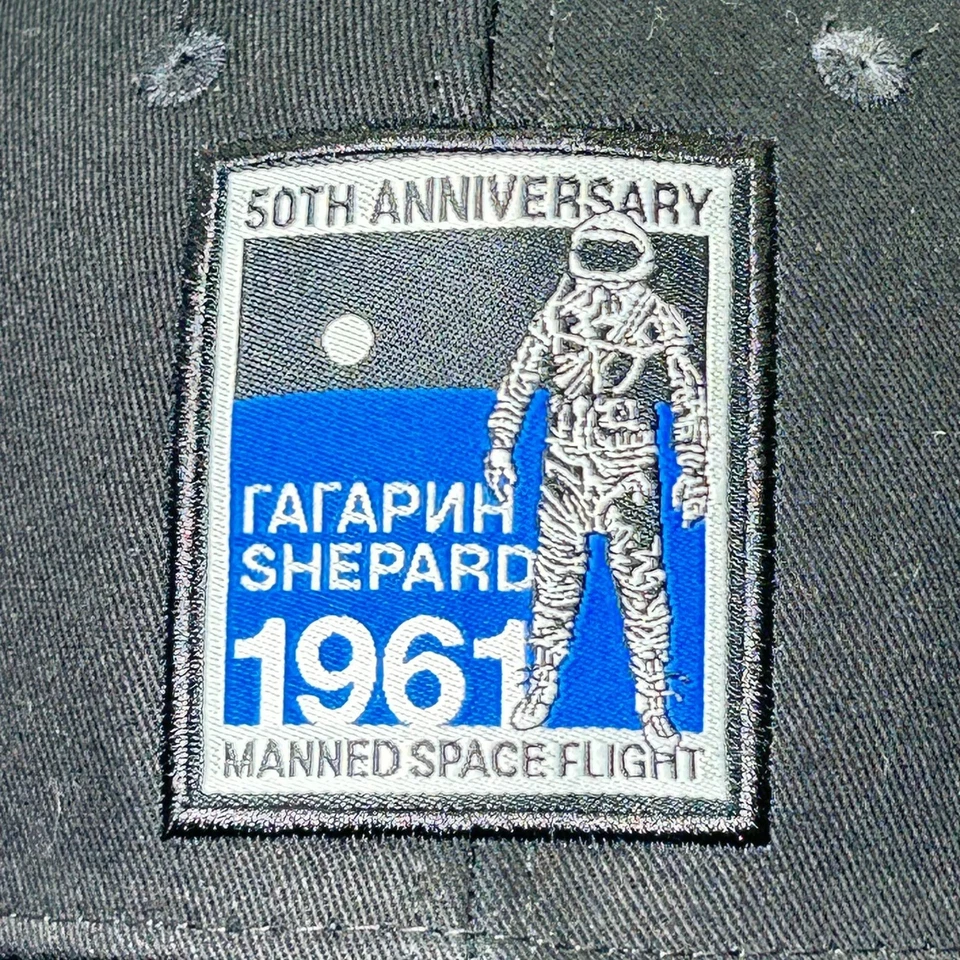 50TH ANNIVERSARY
ГАГАРИН
SHEPARD
1961
MANNED SPACE FLIGHT